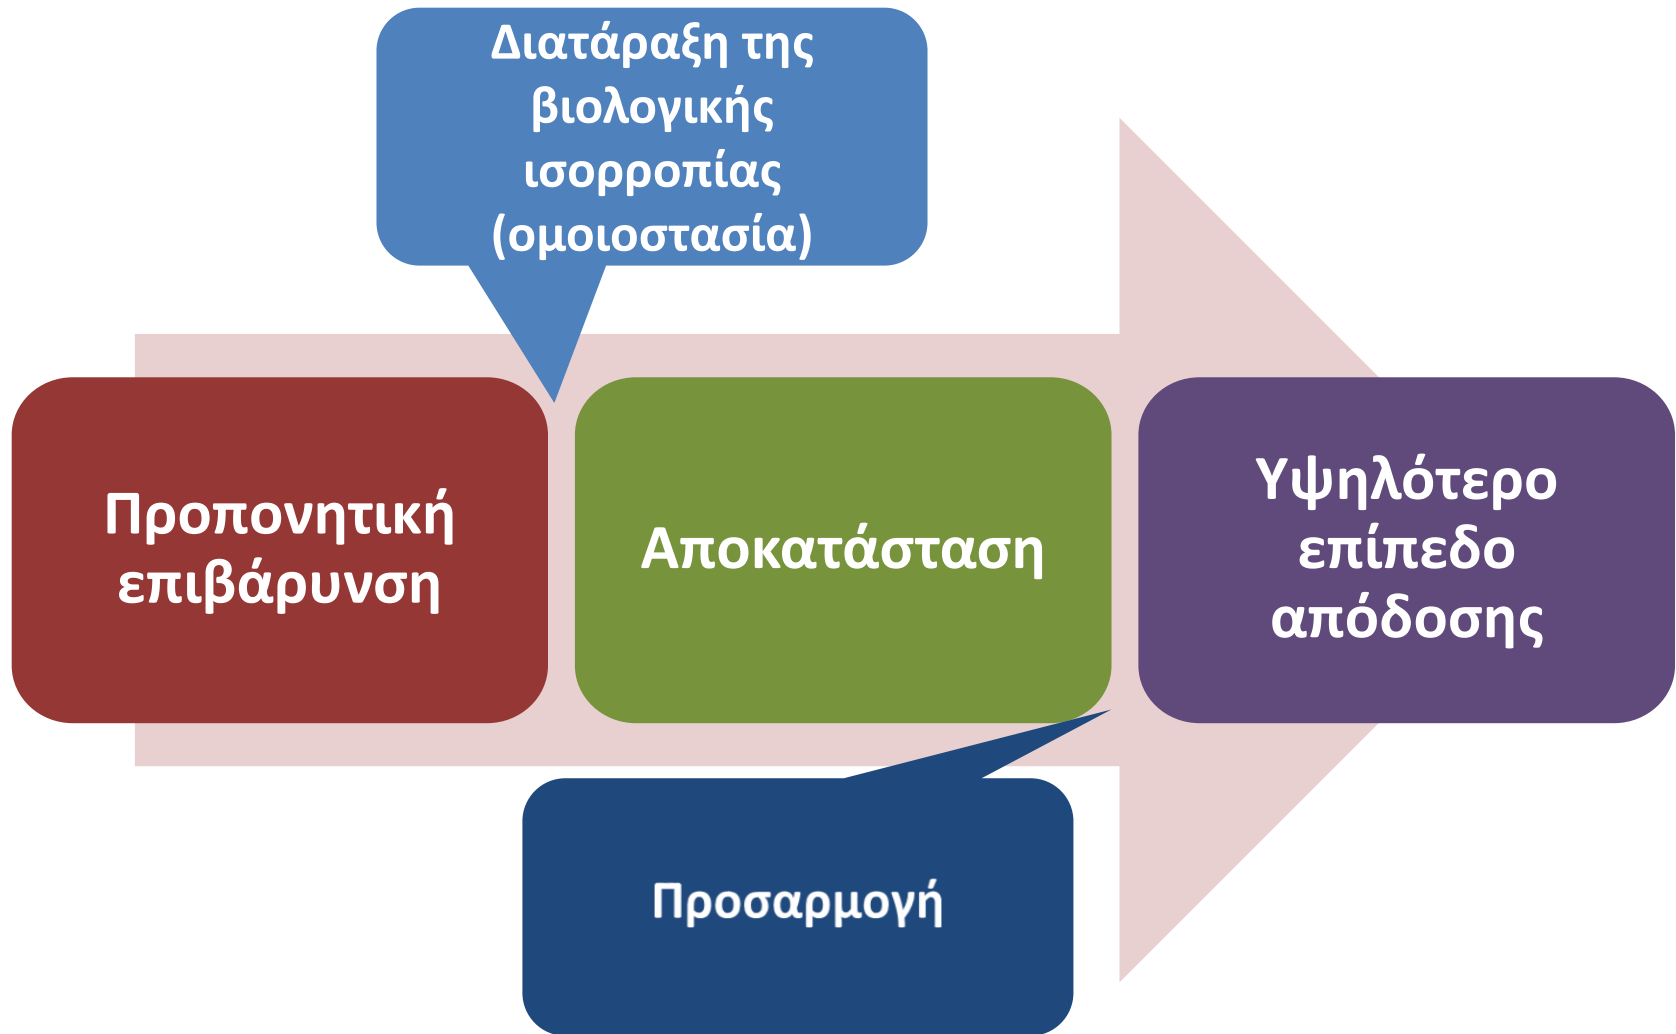 Διατάραξη της
βιολογικής
ισορροπίας
(ομοιοστασία)
Προπονητική
επιβάρυνση
Αποκατάσταση
Υψηλότερο
επίπεδο
απόδοσης
Προσαρμογή